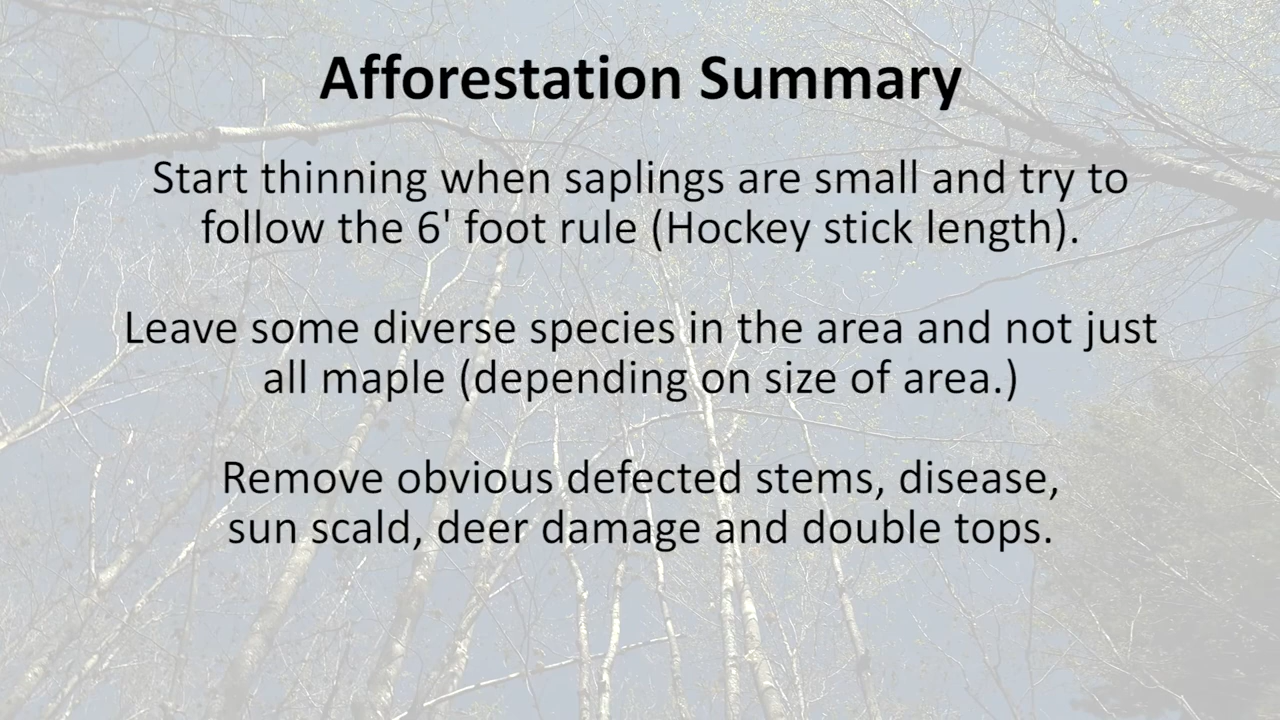 Afforestation Summary
Start thinning when saplings are small and try to
follow the 6' foot rule (Hockey stick length).
Leave some diverse species in the area and not just
all maple (depending on size of area.)
Remove obvious defected stems, disease,
sun scald, deer damage and double tops.